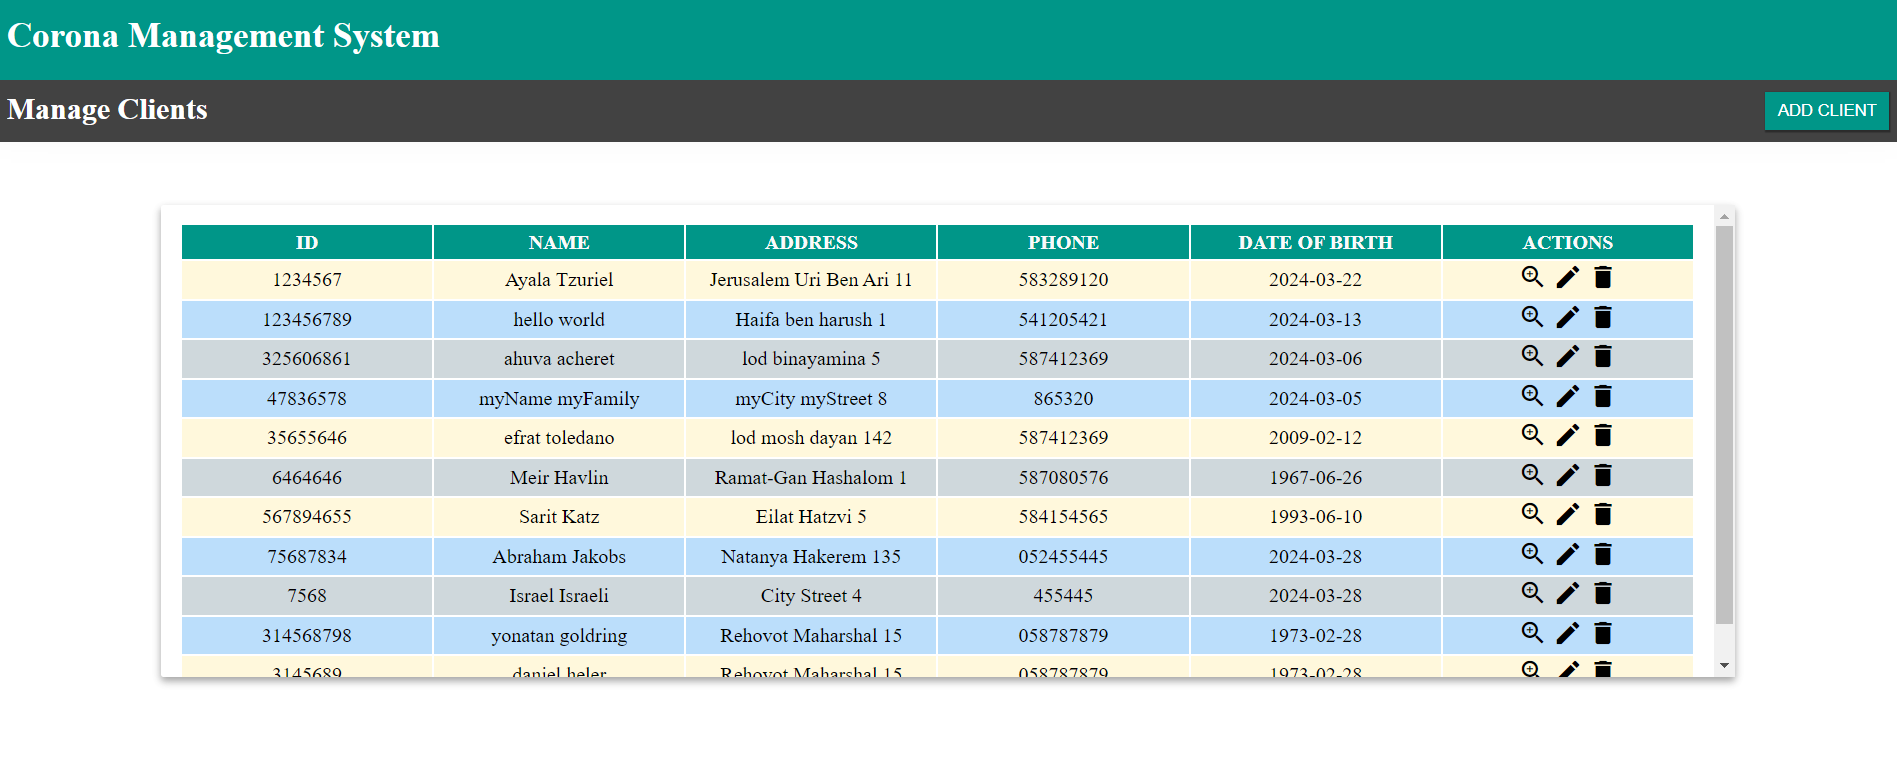 Corona Management System
Manage Clients
ADD CLIENT
ID NAME ADDRESS PHONE DATE OF BIRTH ACTIONS
1234567 Ayala Tzuriel Jerusalem Uri Ben Ari 11 583289120 2024-03-22
123456789 hello world Haifa ben harush 1 541205421 2024-03-13
325606861 ahuva acheret lod binayamina 5 587412369 2024-03-06
47836578 myName myFamily myCity myStreet 8 865320 2024-03-05
35655646 efrat toledano lod mosh dayan 142 587412369 2009-02-12
6464646 Meir Havlin Ramat-Gan Hashalom 1 587080576 1967-06-26
567894655 Sarit Katz Eilat Hatzvi 5 584154565 1993-06-10
75687834 Abraham Jakobs Natanya Hakerem 135 052455445 2024-03-28
7568 Israel Israeli City Street 4 455445 2024-03-28
314568798 yonatan goldring Rehovot Maharshal 15 058787879 1973-02-28
3145689 daniel heler Rehovot Maharshal 15 058787879 1973-02-28